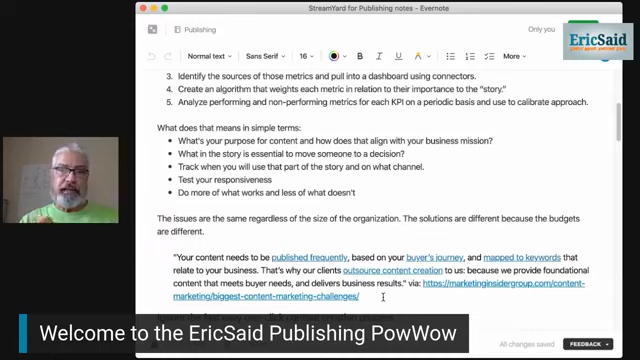 StreamYard for Publishing notes - Evernote
Publishing
Only you
EricSaid
Normal text
Sans Serif
16
B
I
U
A
More
3. Identify the sources of those metrics and pull into a dashboard using connectors.
4. Create an algorithm that weights each metric in relation to their importance to the "story."
5. Analyze performing and non-performing metrics for each KPI on a periodic basis and use to calibrate approach.
What does that means in simple terms:
• What's your purpose for content and how does that align with your business mission?
• What in the story is essential to move someone to a decision?
• Track when you will use that part of the story and on what channel.
• Test your responsiveness
• Do more of what works and less of what doesn't
The issues are the same regardless of the size of the organization. The solutions are different because the budgets
are different.
"Your content needs to be published frequently, based on your buyer's journey, and mapped to keywords that
relate to your business. That's why our clients outsource content creation to us: because we provide foundational
content that meets buyer needs, and delivers business results." via: https://marketinginsidergroup.com/content-
marketing/biggest-content-marketing-challenges/
Welcome to the EricSaid Publishing PowWow
All changes saved
FEEDBACK